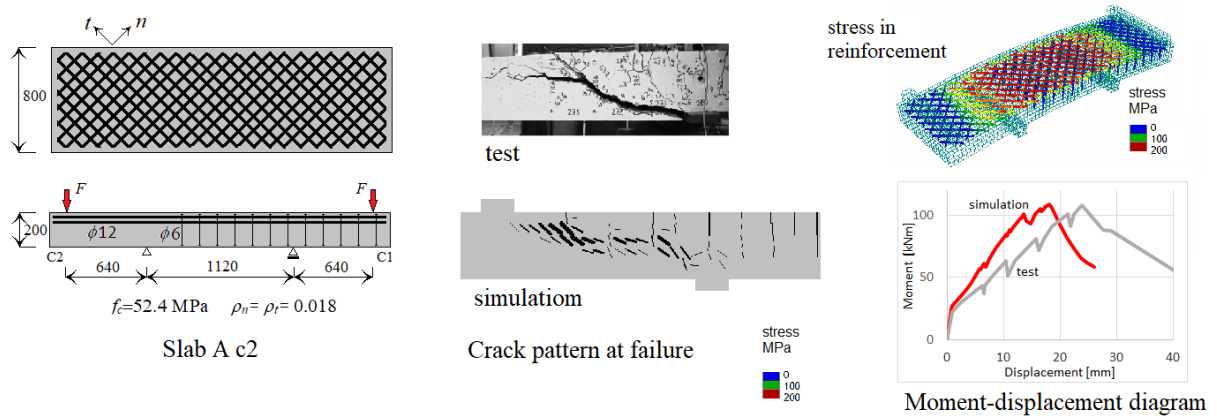 t
n
800
F
F
200
ϕ12
ϕ6
C2
C1
640
1120
640
fc=52.4 MPa ρn= ρt= 0.018
Slab A c2
test
simulatiom
Crack pattern at failure
stress
MPa
0
100
200
stress in
reinforcement
stress
MPa
0
100
200
Moment [kNm]
100
50
0
simulation
test
0
10
20
30
40
Displacement [mm]
Moment-displacement diagram